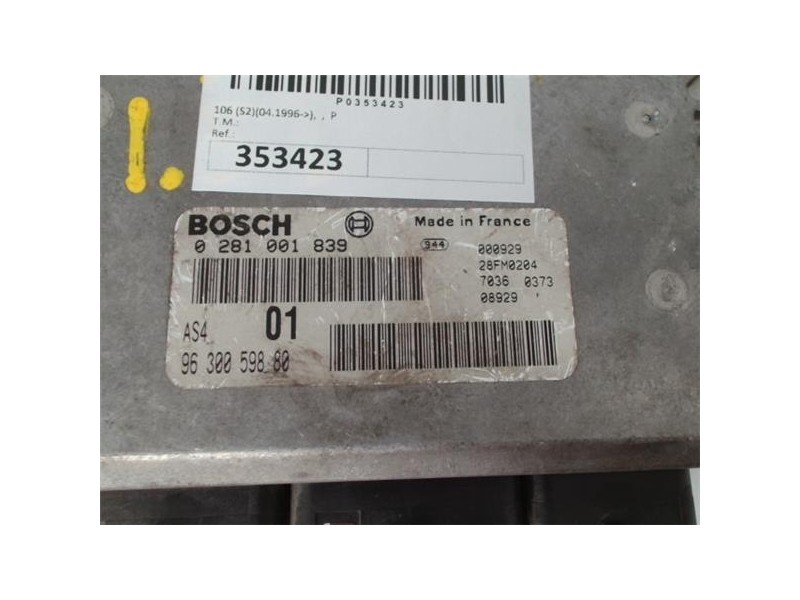 P0353423
106 (S2)(04.1996->), , P
T.M.:
Ref.:
353423
BOSCH
Made in France
0 281 001 839
944
000929
28FM0204
7036 0373
08929
AS4 01
96 300 598 80